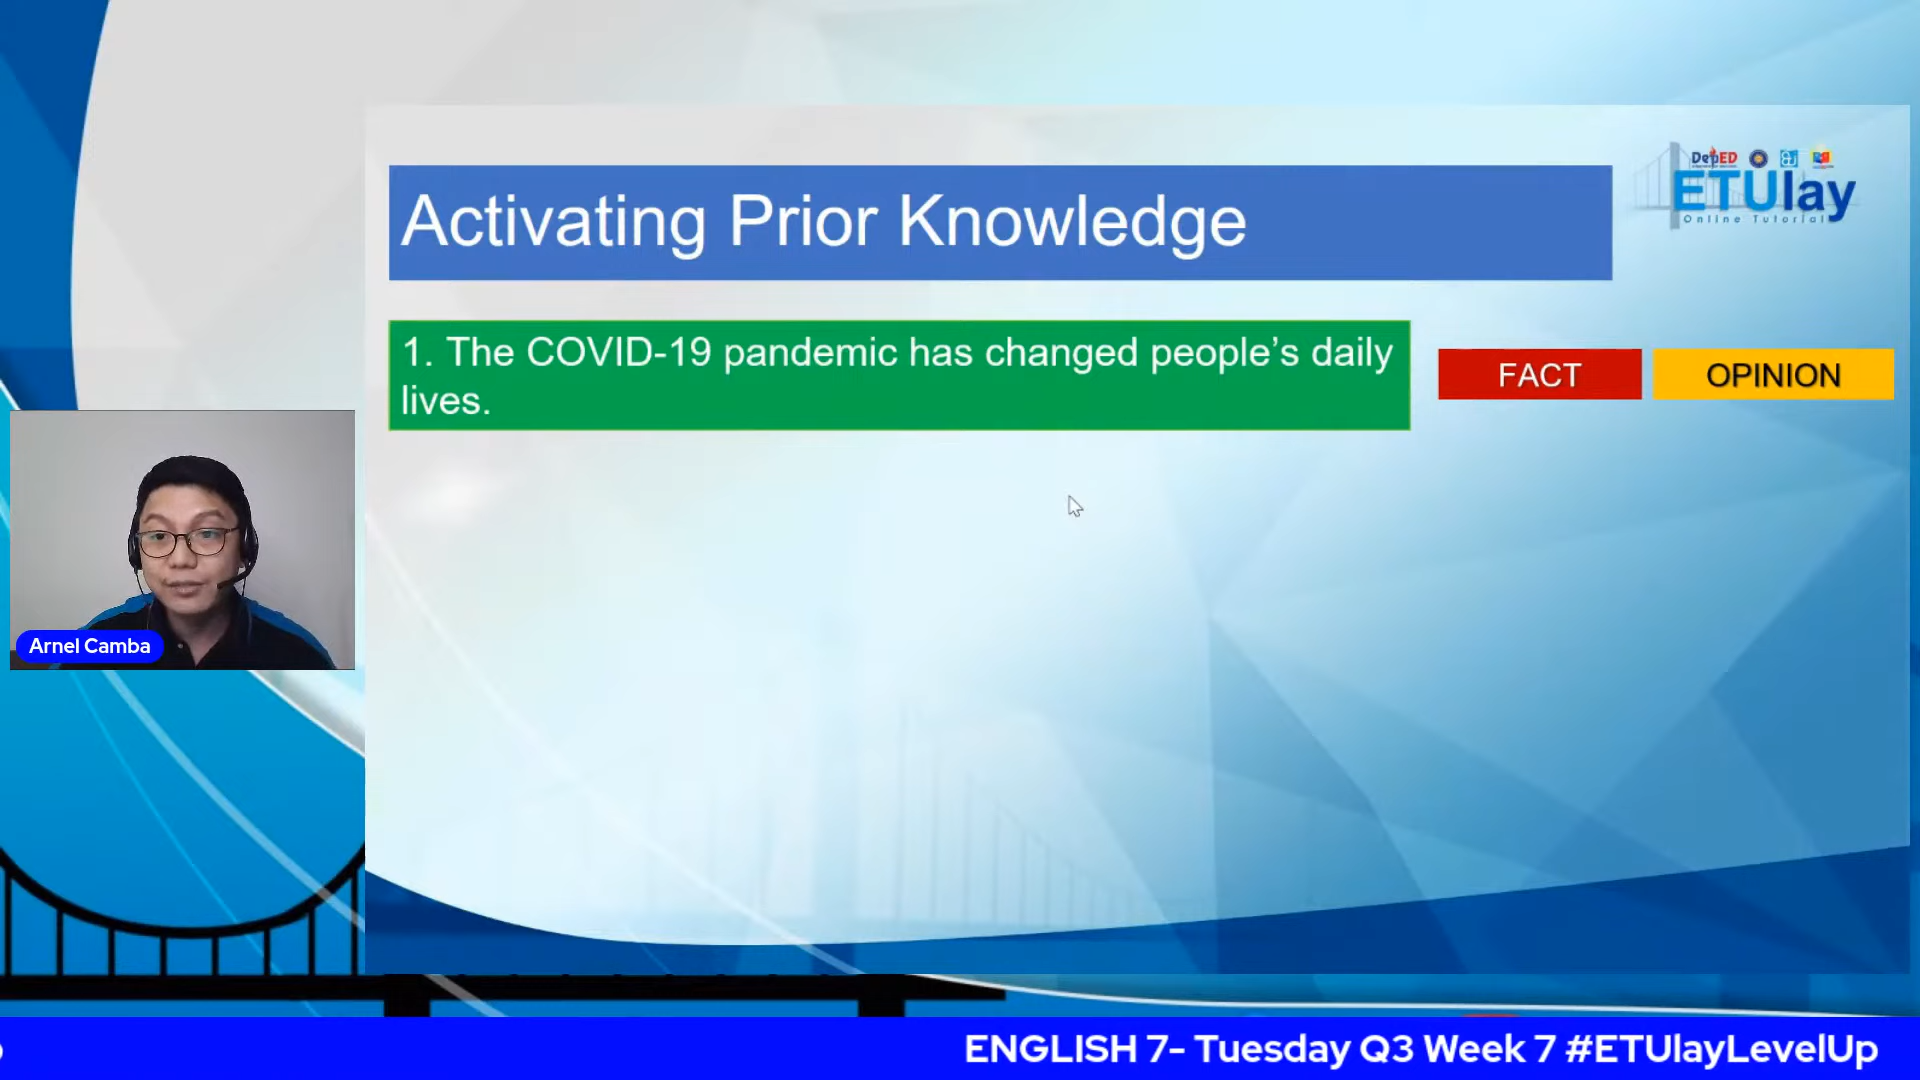 DepED
ETUlay
Online Tutorial
Activating Prior Knowledge
1. The COVID-19 pandemic has changed people’s daily
lives.
FACT
OPINION
Arnel Camba
ENGLISH 7- Tuesday Q3 Week 7 #ETUlayLevelUp